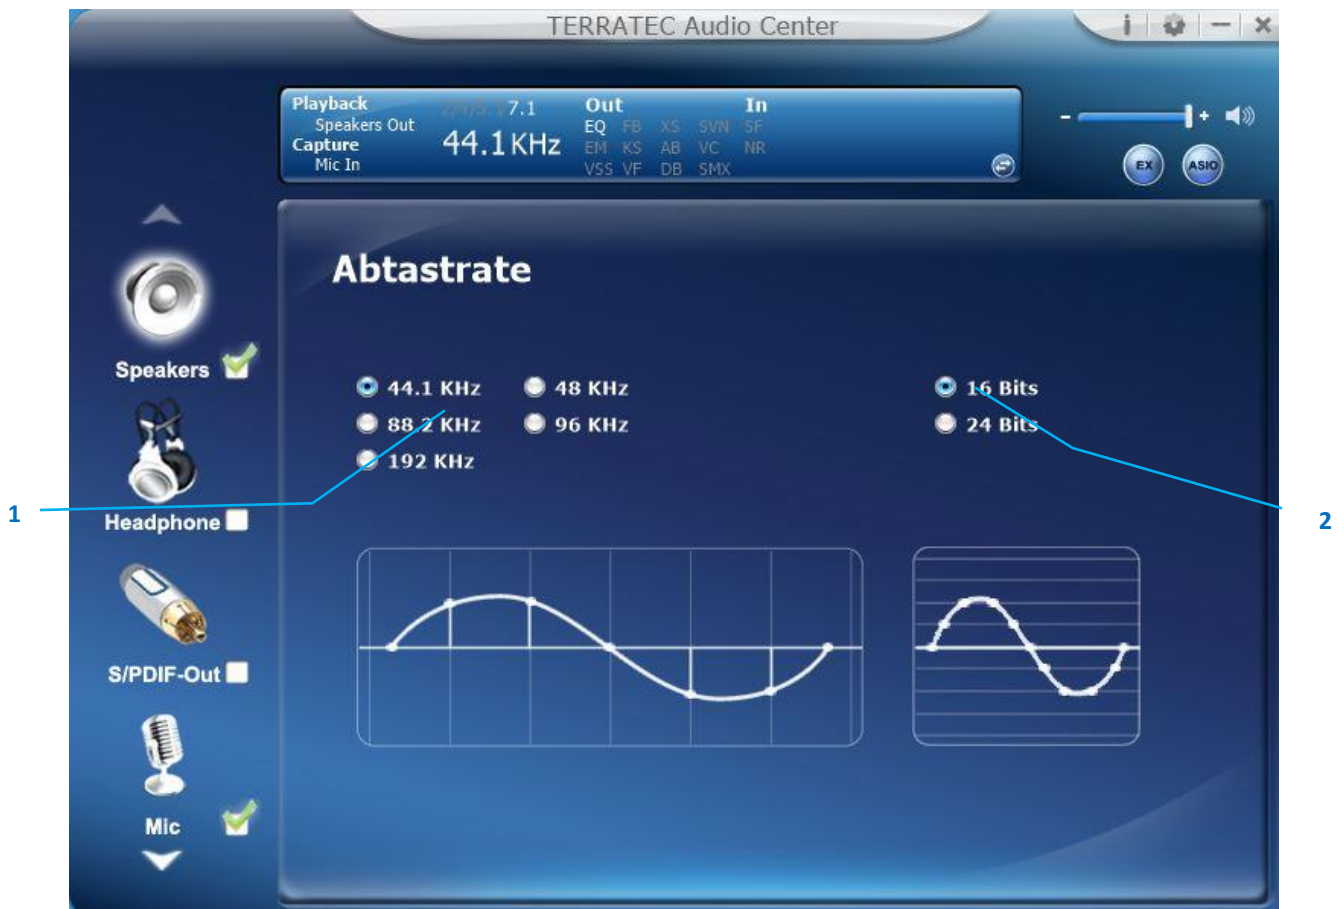 TERRATEC Audio Center
i
Playback
7.1
Out
In
Speakers Out
EQ FB XS SVN SF
Capture
44.1 KHz
EM KS AB VC NR
Mic In
VSS VF DB SMX
- +
EX
ASIO
Abtastrate
Speakers
44.1 KHz
48 KHz
16 Bits
88.2 KHz
96 KHz
24 Bits
192 KHz
1
2
Headphone
S/PDIF-Out
Mic